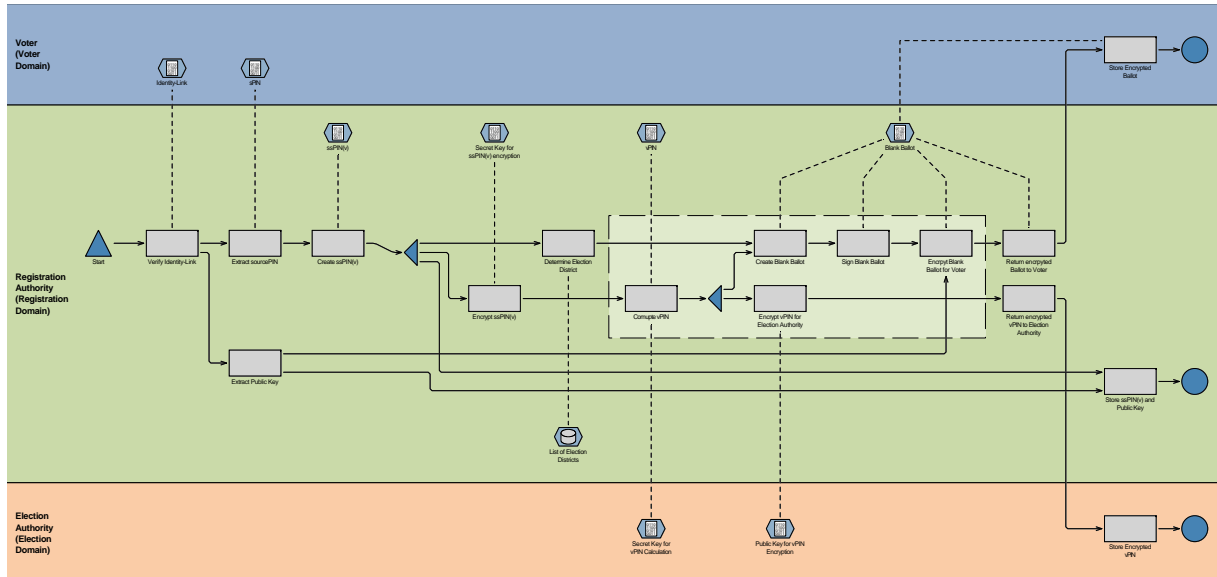 Voter
(Voter
Domain)
Identity-Link
sPIN
Store Encrypted
Ballot
ssPIN(v)
Secret Key for
ssPIN(v) encryption
vPIN
Blank Ballot
Start
Verify Identity-Link
Extract sourcePIN
Create ssPIN(v)
Determine Election
District
Create Blank Ballot
Sign Blank Ballot
Encrpyt Blank
Ballot for Voter
Return encrypted
Ballot to Voter
Registration
Authority
(Registration
Domain)
Encrypt ssPIN(v)
Compute vPIN
Encrypt vPIN for
Election Authority
Return encrypted
vPIN to Election
Authority
Extract Public Key
Store ssPIN(v) and
Public Key
List of Election
Districts
Election
Authority
(Election
Domain)
Secret Key for
vPIN Calculation
Public Key for vPIN
Encryption
Store Encrypted
vPIN